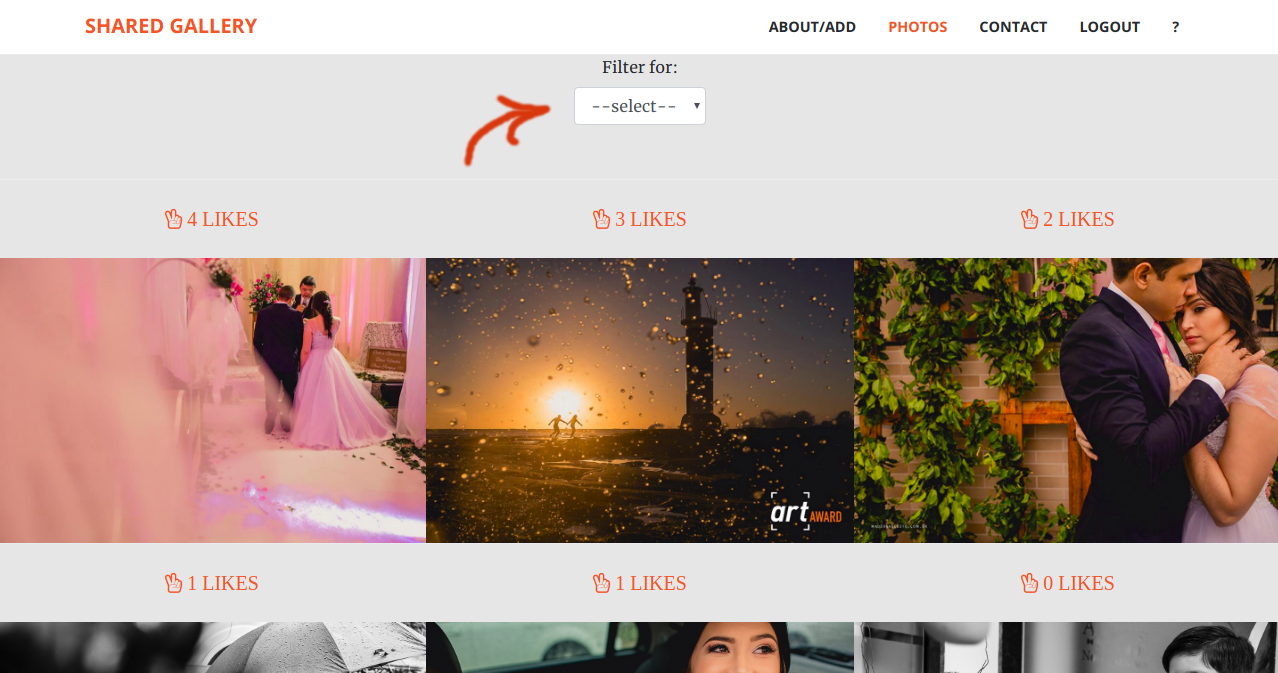 SHARED GALLERY
ABOUT/ADD PHOTOS CONTACT LOGOUT ?
Filter for:
--select--
4 LIKES 3 LIKES 2 LIKES
art AWARD
1 LIKES 1 LIKES 0 LIKES